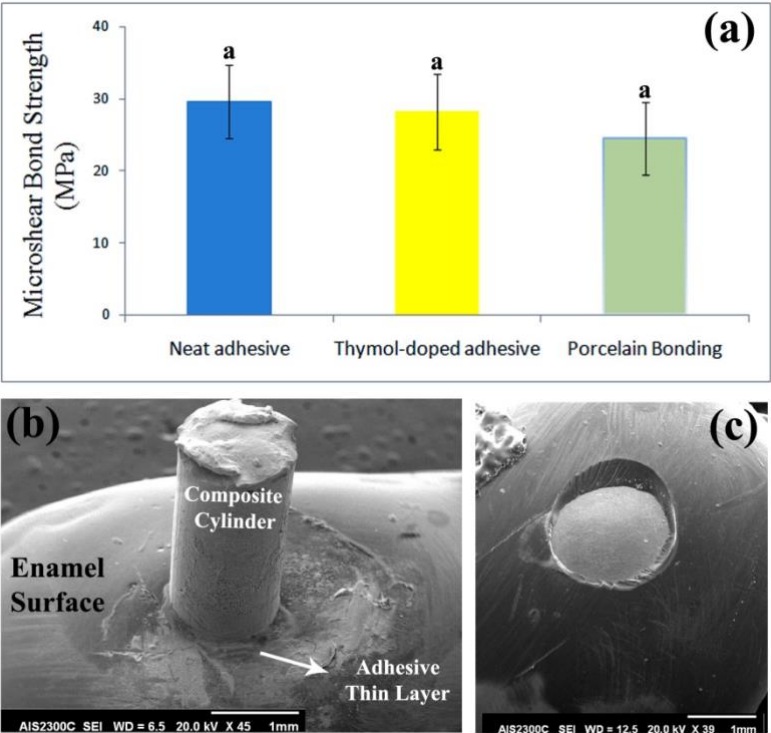 (a)
Microshear Bond Strength
(MPa)
40
30
20
10
0
a
a
a
Neat adhesive
Thymol-doped adhesive
Porcelain Bonding
(b)
Composite
Cylinder
Enamel
Surface
Adhesive
Thin Layer
AIS2300C SEI WD = 6.5 20.0 kV X 45 1mm
(c)
AIS2300C SEI WD = 12.5 20.0 kV X 39 1mm